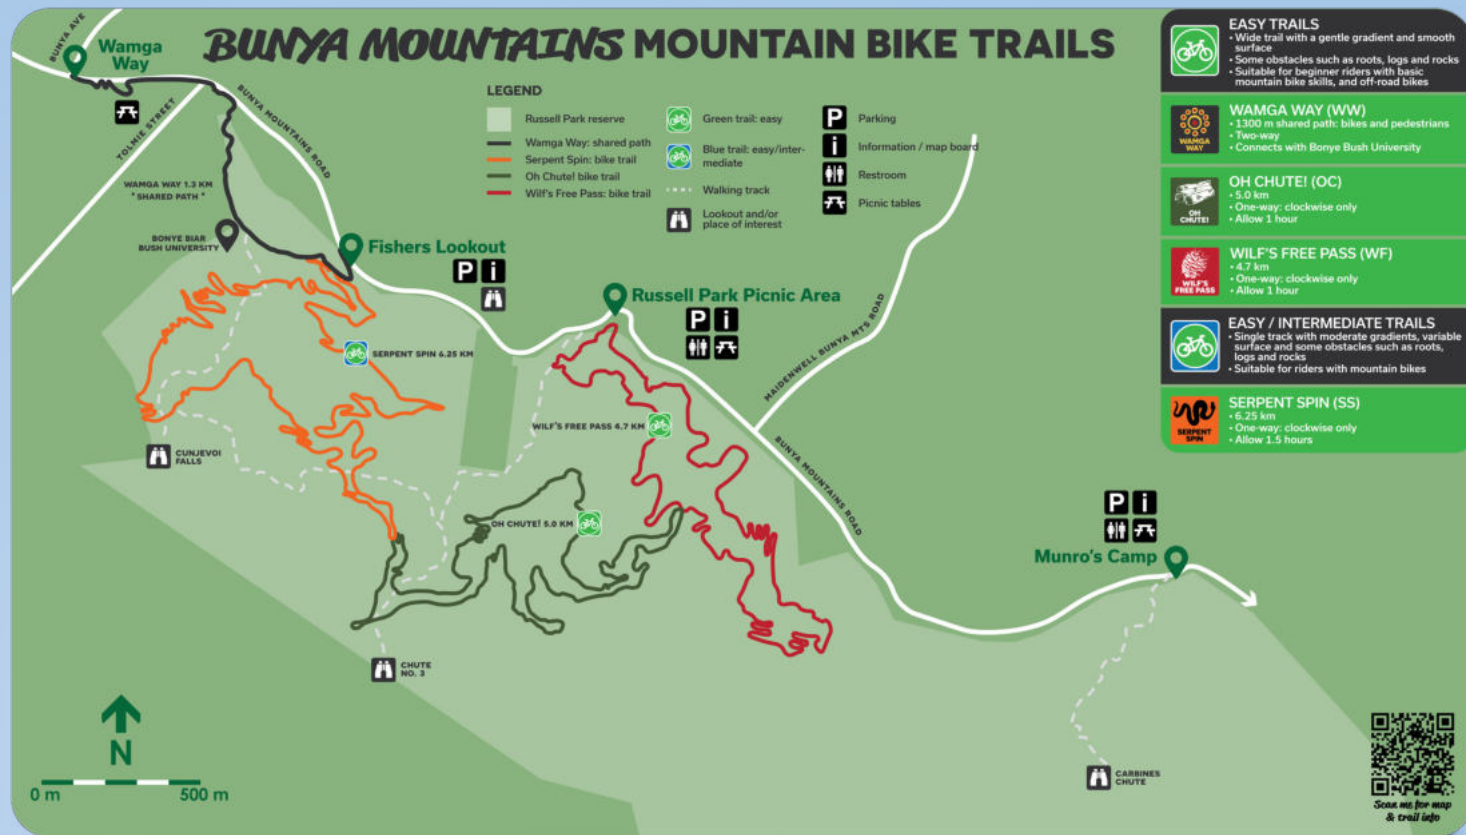 BUNYA MOUNTAINS MOUNTAIN BIKE TRAILS
BUNYA AVE
Wamga
Way
TOLMIE STREET
BUNYA MOUNTAINS ROAD
WAMGA WAY 1.3 KM
* SHARED PATH *
BONYE BIAR
BUSH UNIVERSITY
Fishers Lookout
P i
LEGEND
Russell Park reserve
Wamga Way: shared path
Serpent Spin: bike trail
Oh Chute! bike trail
Wilf's Free Pass: bike trail
Green trail: easy
Blue trail: easy/inter-
mediate
Walking track
Lookout and/or
place of interest
P Parking
i Information / map board
Restroom
Picnic tables
Russell Park Picnic Area
P i
MAIDENWELL BUNYA MTS ROAD
SERPENT SPIN 6.25 KM
WILF'S FREE PASS 4.7 KM
CUNJEVOI
FALLS
BUNYA MOUNTAINS ROAD
OH CHUTE! 5.0 KM
P i
Munro's Camp
CHUTE
NO. 3
CARBINES
CHUTE
N
0 m 500 m
EASY TRAILS
• Wide trail with a gentle gradient and smooth
surface
• Some obstacles such as roots, logs and rocks
• Suitable for beginner riders with basic
mountain bike skills, and off-road bikes
WAMGA
WAY
WAMGA WAY (WW)
• 1300 m shared path: bikes and pedestrians
• Two-way
• Connects with Bonye Bush University
OH
CHUTE!
OH CHUTE! (OC)
• 5.0 km
• One-way: clockwise only
• Allow 1 hour
WILF'S
FREE PASS
WILF'S FREE PASS (WF)
• 4.7 km
• One-way: clockwise only
• Allow 1 hour
EASY / INTERMEDIATE TRAILS
• Single track with moderate gradients, variable
surface and some obstacles such as roots,
logs and rocks
• Suitable for riders with mountain bikes
SERPENT
SPIN
SERPENT SPIN (SS)
• 6.25 km
• One-way: clockwise only
• Allow 1.5 hours
Scan me for map
& trail info